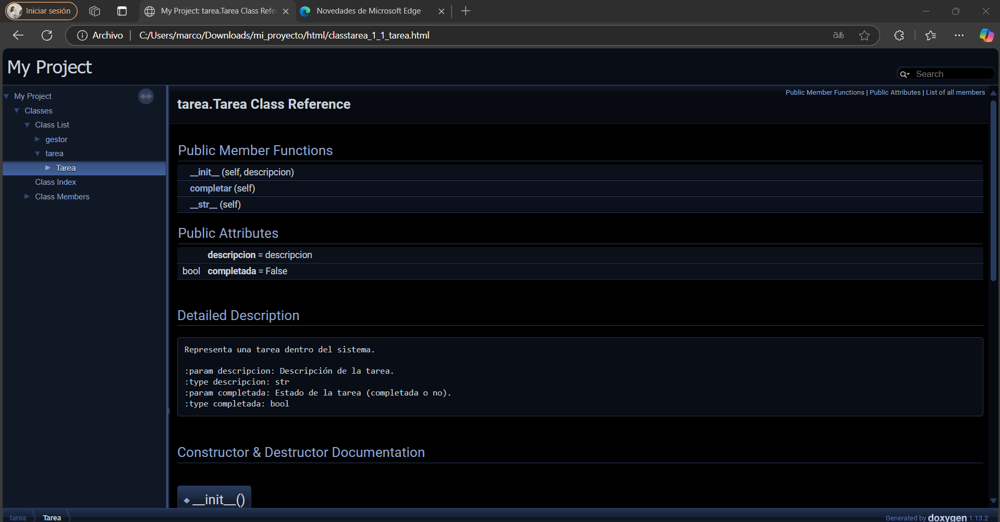 Iniciar sesión
My Project: tarea.Tarea Class Refe
Novedades de Microsoft Edge
Archivo
C:/Users/marco/Downloads/mi_proyecto/html/classtarea_1_1_tarea.html
My Project
Search
My Project
Classes
Class List
gestor
tarea
Tarea
Class Index
Class Members
Public Member Functions | Public Attributes | List of all members
tarea.Tarea Class Reference
Public Member Functions
__init__ (self, descripcion)
completar (self)
__str__ (self)
Public Attributes
descripcion = descripcion
bool completada = False
Detailed Description
Representa una tarea dentro del sistema.
:param descripcion: Descripción de la tarea.
:type descripcion: str
:param completada: Estado de la tarea (completada o no).
:type completada: bool
Constructor & Destructor Documentation
◆ __init__()
tarea
Tarea
Generated by doxygen 1.13.2